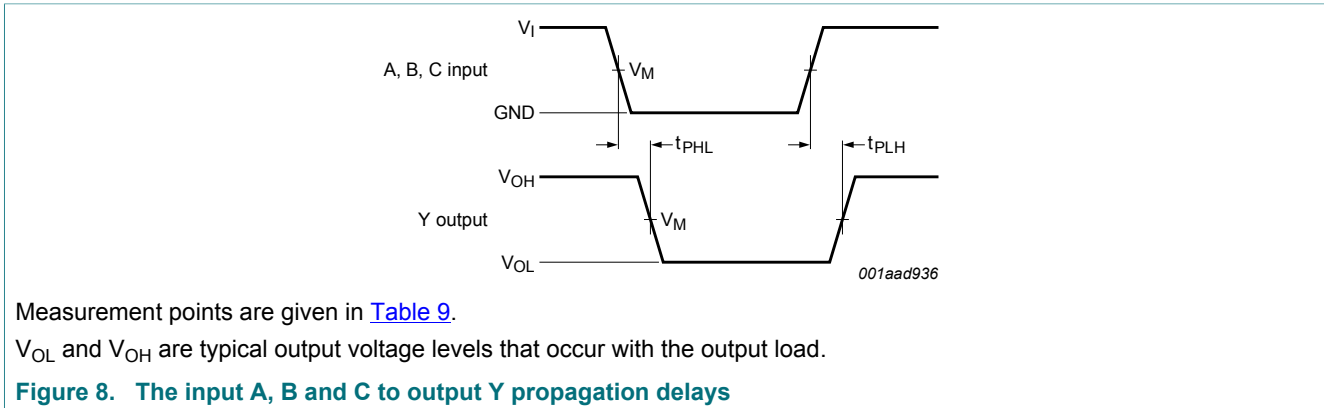 V_I
A, B, C input
V_M
GND
t_PHL
t_PLH
V_OH
Y output
V_M
V_OL
001aad936
Measurement points are given in Table 9.
V_OL and V_OH are typical output voltage levels that occur with the output load.
Figure 8. The input A, B and C to output Y propagation delays